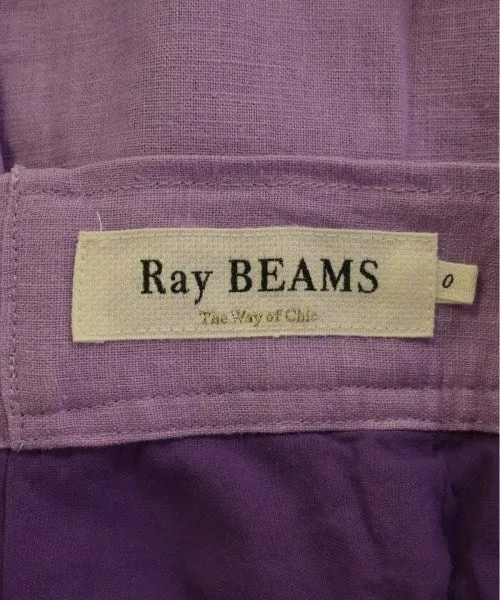 Ray BEAMS
0
The Way of Chic